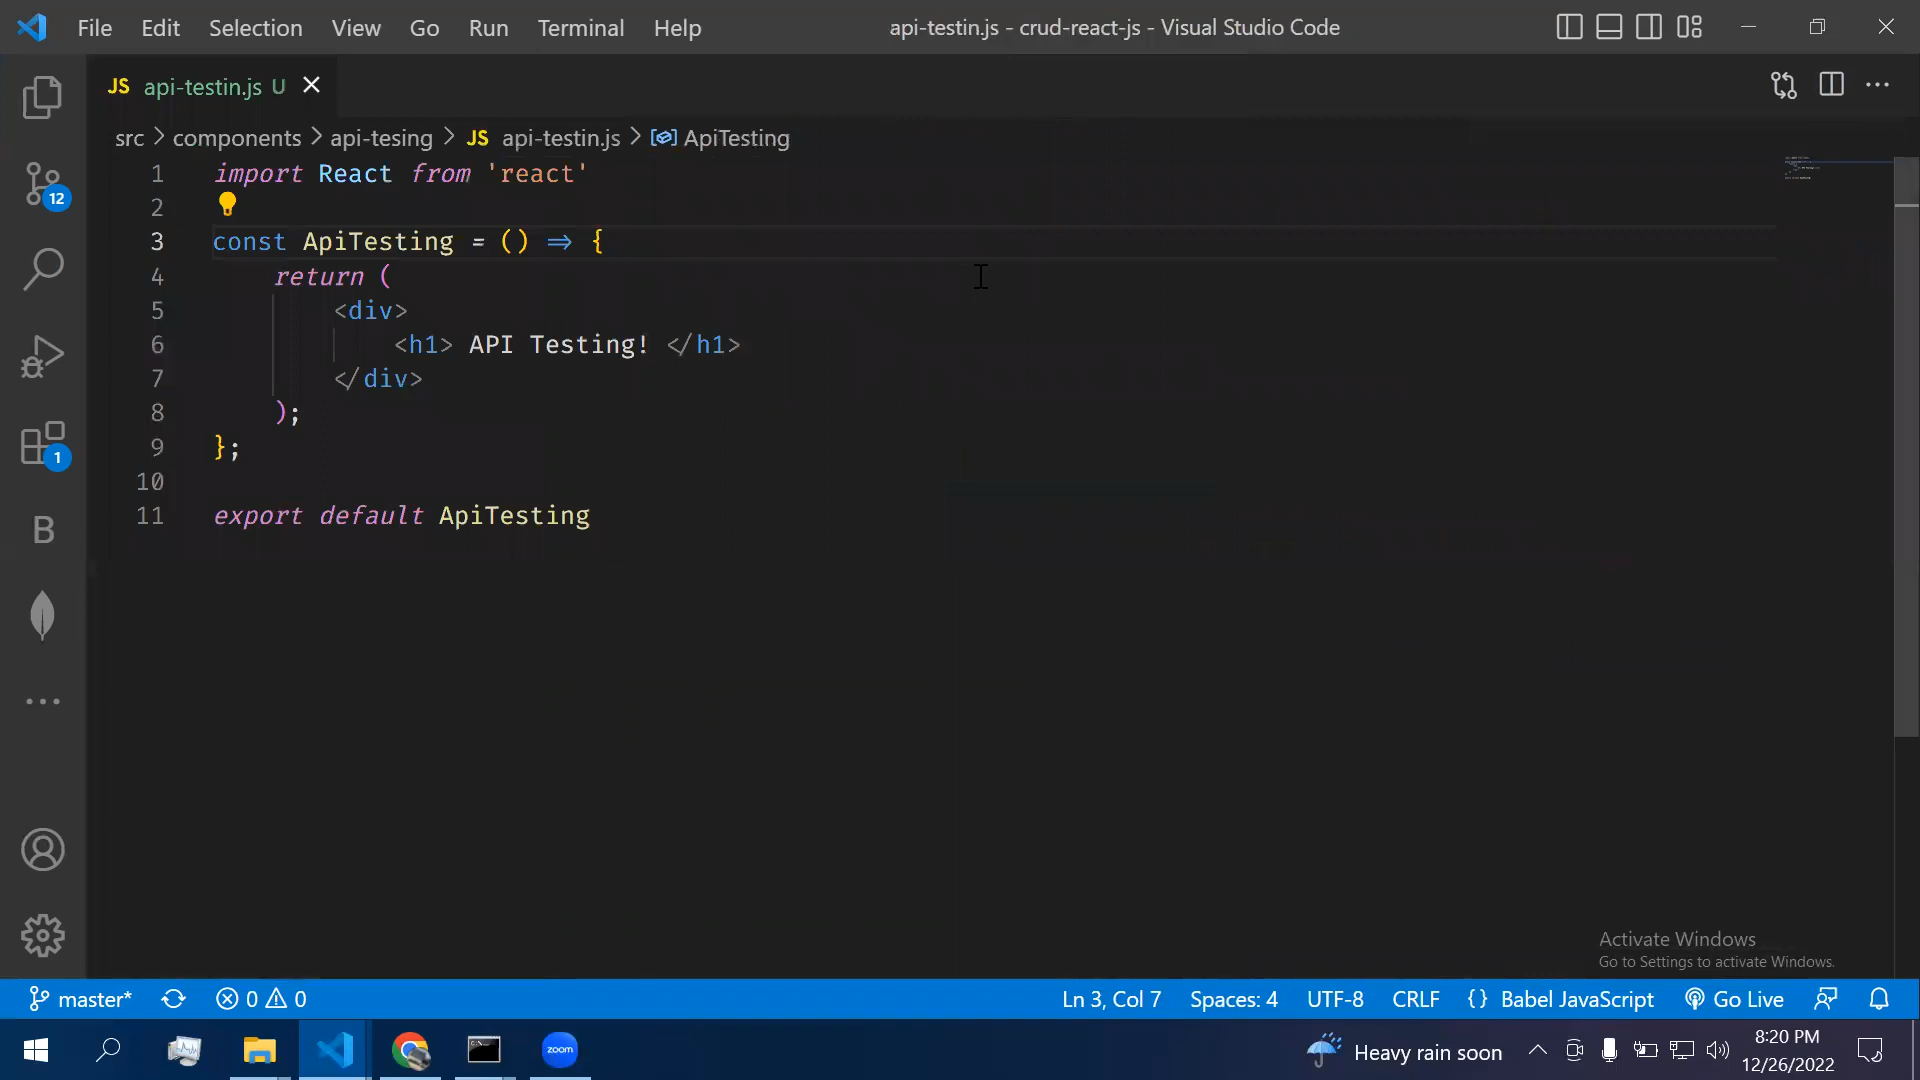 File Edit Selection View Go Run Terminal Help
api-testin.js - crud-react-js - Visual Studio Code
JS api-testin.js U
src > components > api-tesing > JS api-testin.js > ApiTesting
1 import React from 'react'
2
3 const ApiTesting = () => {
4 return (
5 <div>
6 <h1> API Testing! </h1>
7 </div>
8 );
9 };
10
11 export default ApiTesting
12
1
B
Activate Windows
Go to Settings to activate Windows.
master* 0 0 Ln 3, Col 7 Spaces: 4 UTF-8 CRLF {} Babel JavaScript Go Live
zoom
Heavy rain soon
8:20 PM
12/26/2022